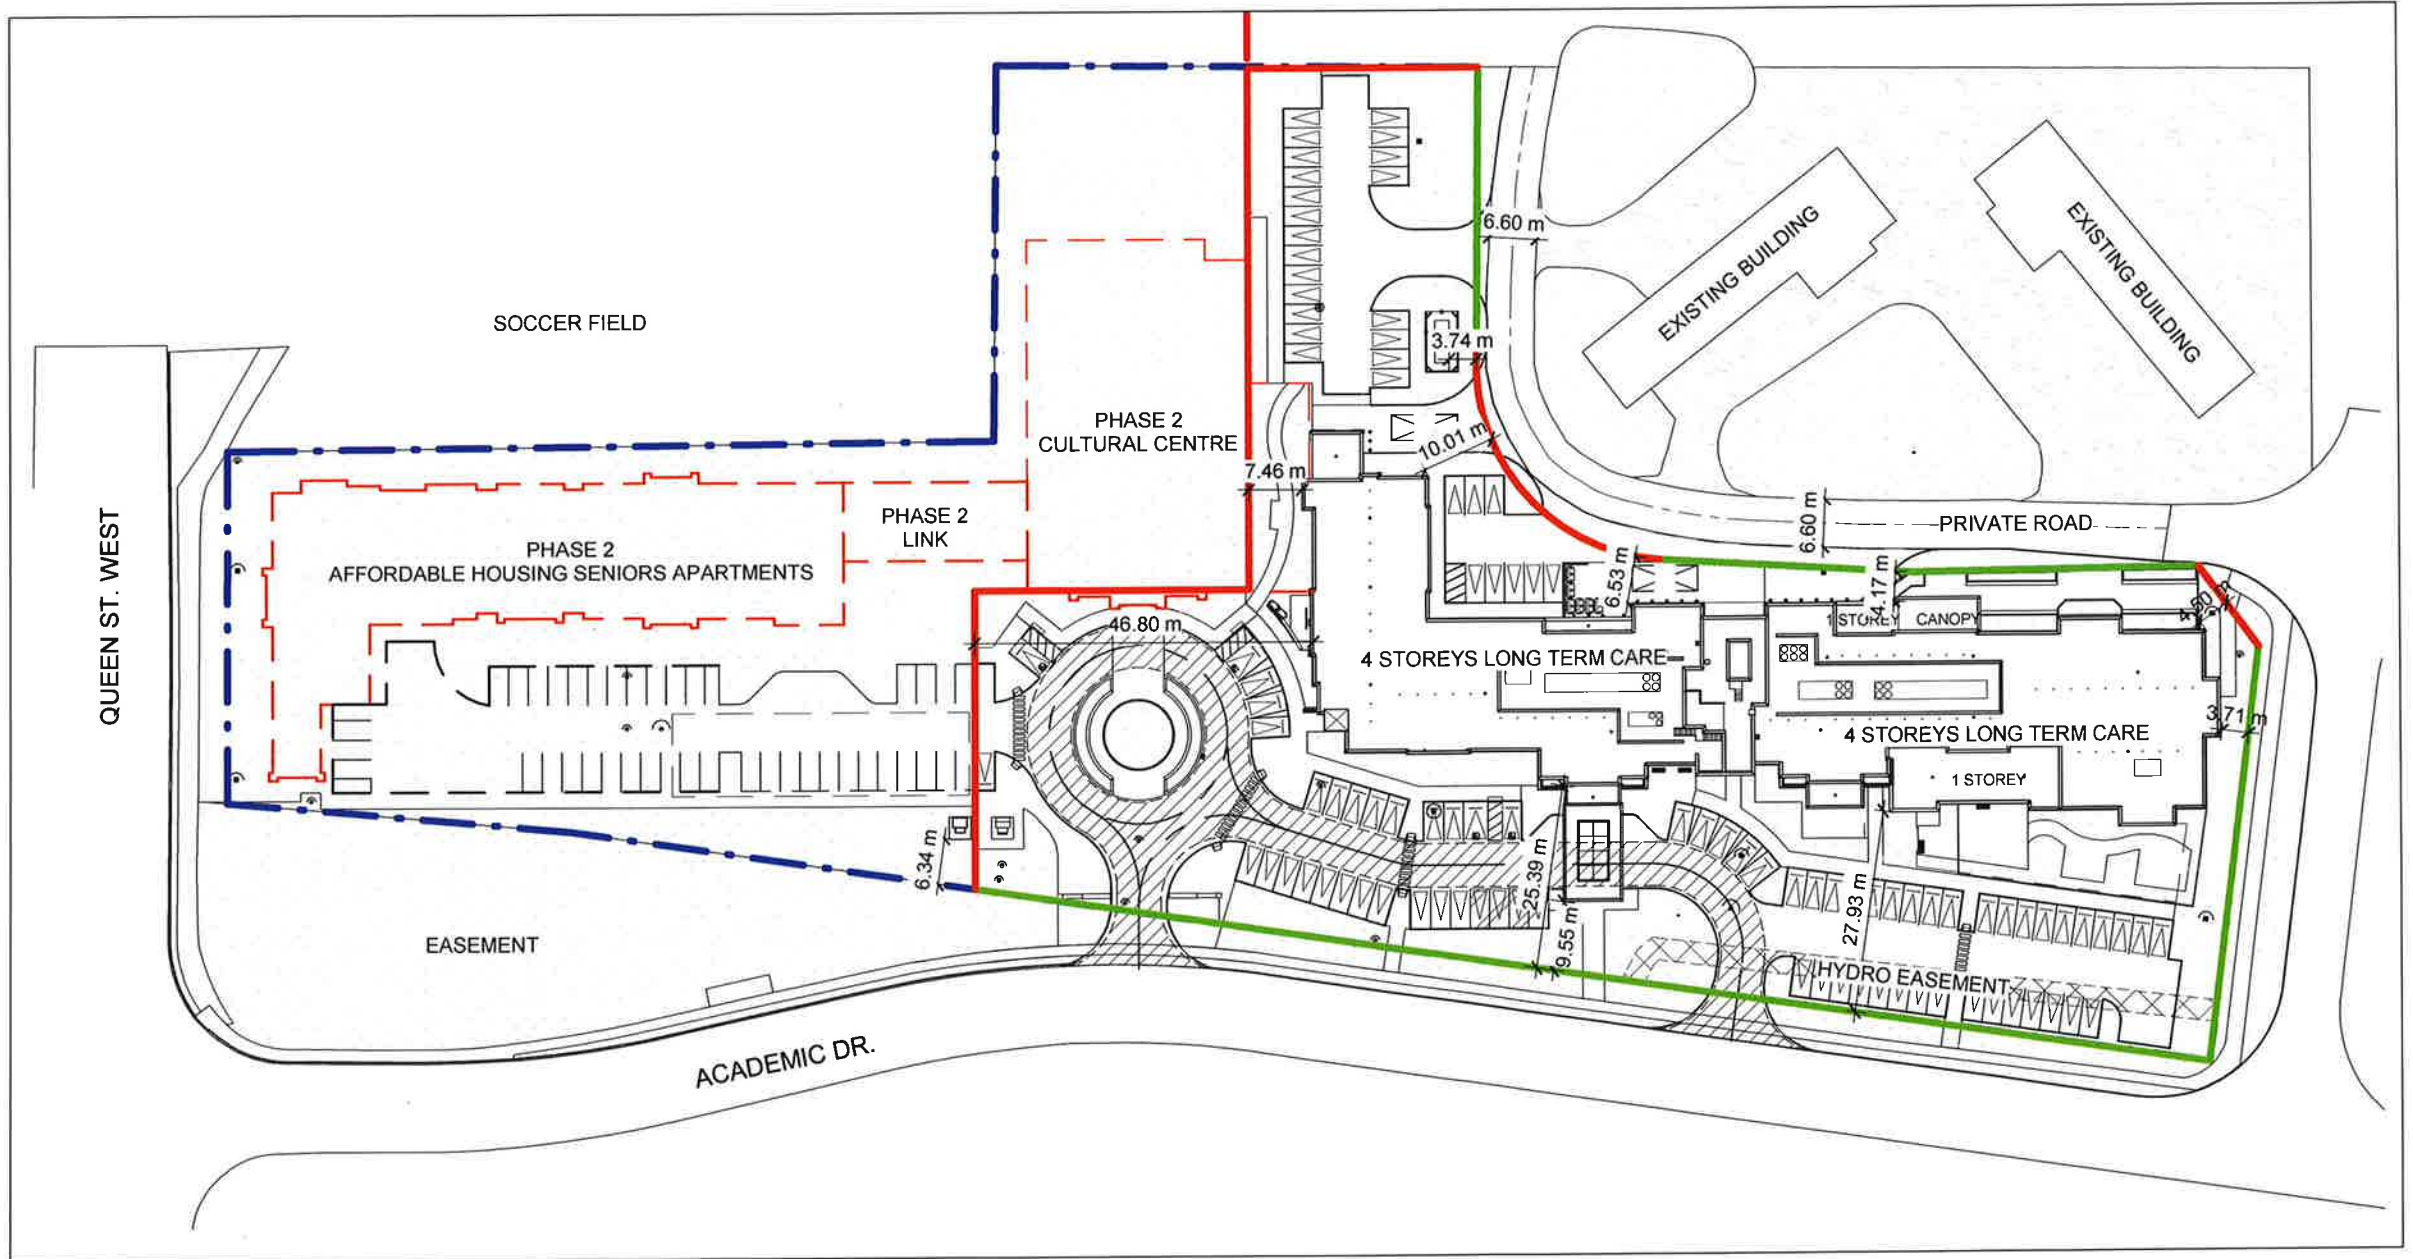 6.60 m
EXISTING BUILDING
EXISTING BUILDING
SOCCER FIELD
3.74 m
PHASE 2
CULTURAL CENTRE
10.01 m
7.46 m
QUEEN ST. WEST
PHASE 2
LINK
6.60 m
PRIVATE ROAD
PHASE 2
AFFORDABLE HOUSING SENIORS APARTMENTS
6.53 m
4.17 m
46.80 m
1 STOREY CANOPY
4 STOREYS LONG TERM CARE
3.71 m
4 STOREYS LONG TERM CARE
1 STOREY
6.34 m
25.39 m
27.93 m
9.55 m
EASEMENT
HYDRO EASEMENT
ACADEMIC DR.